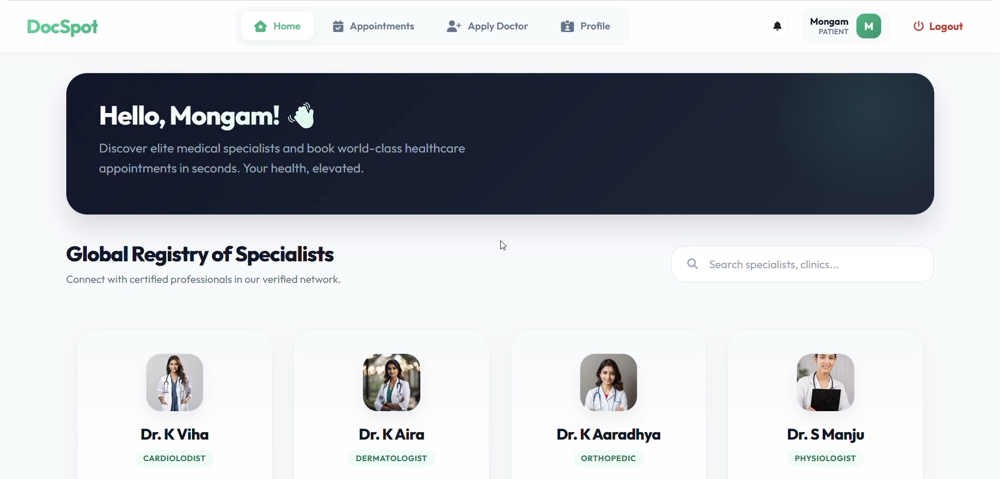 DocSpot
Home
Appointments
Apply Doctor
Profile
Mongam
PATIENT
M
Logout
Hello, Mongam!
Discover elite medical specialists and book world-class healthcare
appointments in seconds. Your health, elevated.
Global Registry of Specialists
Connect with certified professionals in our verified network.
Search specialists, clinics...
Dr. K Viha
CARDIOLODIST
Dr. K Aira
DERMATOLOGIST
Dr. K Aaradhya
ORTHOPEDIC
Dr. S Manju
PHYSIOLOGIST